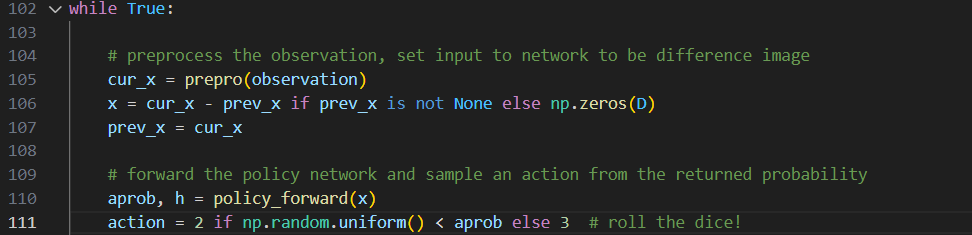 102 while True:
103
104 # preprocess the observation, set input to network to be difference image
105 cur_x = prepro(observation)
106 x = cur_x - prev_x if prev_x is not None else np.zeros(D)
107 prev_x = cur_x
108
109 # forward the policy network and sample an action from the returned probability
110 aprob, h = policy_forward(x)
111 action = 2 if np.random.uniform() < aprob else 3  # roll the dice!